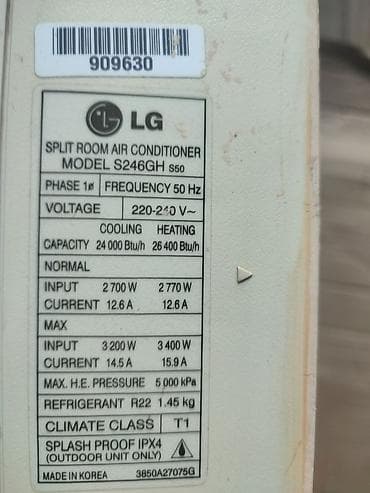 909630
LG
SPLIT ROOM AIR CONDITIONER
MODEL S246GH S50
PHASE 1ø FREQUENCY 50 Hz
VOLTAGE 220-240 V~
COOLING HEATING
CAPACITY 24 000 Btu/h 26 400 Btu/h
NORMAL
INPUT 2 700 W 2 770 W
CURRENT 12.6 A 12.6 A
MAX
INPUT 3 200 W 3 400 W
CURRENT 14.5 A 15.9 A
MAX. H.E. PRESSURE 5 000 kPa
REFRIGERANT R22 1.45 kg
CLIMATE CLASS T1
SPLASH PROOF IPX4
(OUTDOOR UNIT ONLY)
MADE IN KOREA 3850A27075G